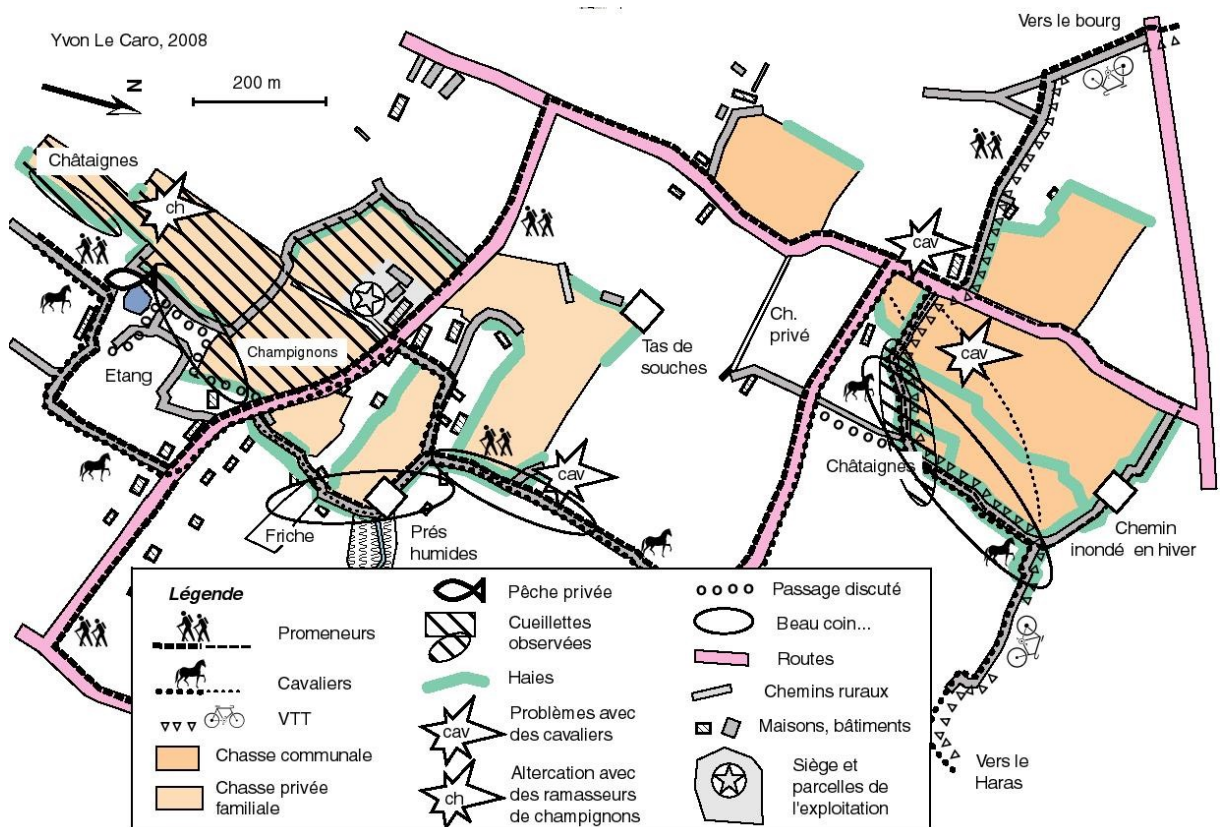 Vers le bourg
Yvon Le Caro, 2008
N
200 m
Châtaignes
ch
cav
Ch.
privé
Tas de
souches
cav
Champignons
Etang
Châtaignes
cav
Friche
Prés
humides
Chemin
inondé en hiver
Légende
Promeneurs
Cavaliers
VTT
Chasse communale
Chasse privée
familiale
Pêche privée
Cueillettes
observées
Haies
cav
Problèmes avec
des cavaliers
ch
Altercation avec
des ramasseurs
de champignons
Passage discuté
Beau coin...
Routes
Chemins ruraux
Maisons, bâtiments
Siège et
parcelles de
l'exploitation
Vers le
Haras